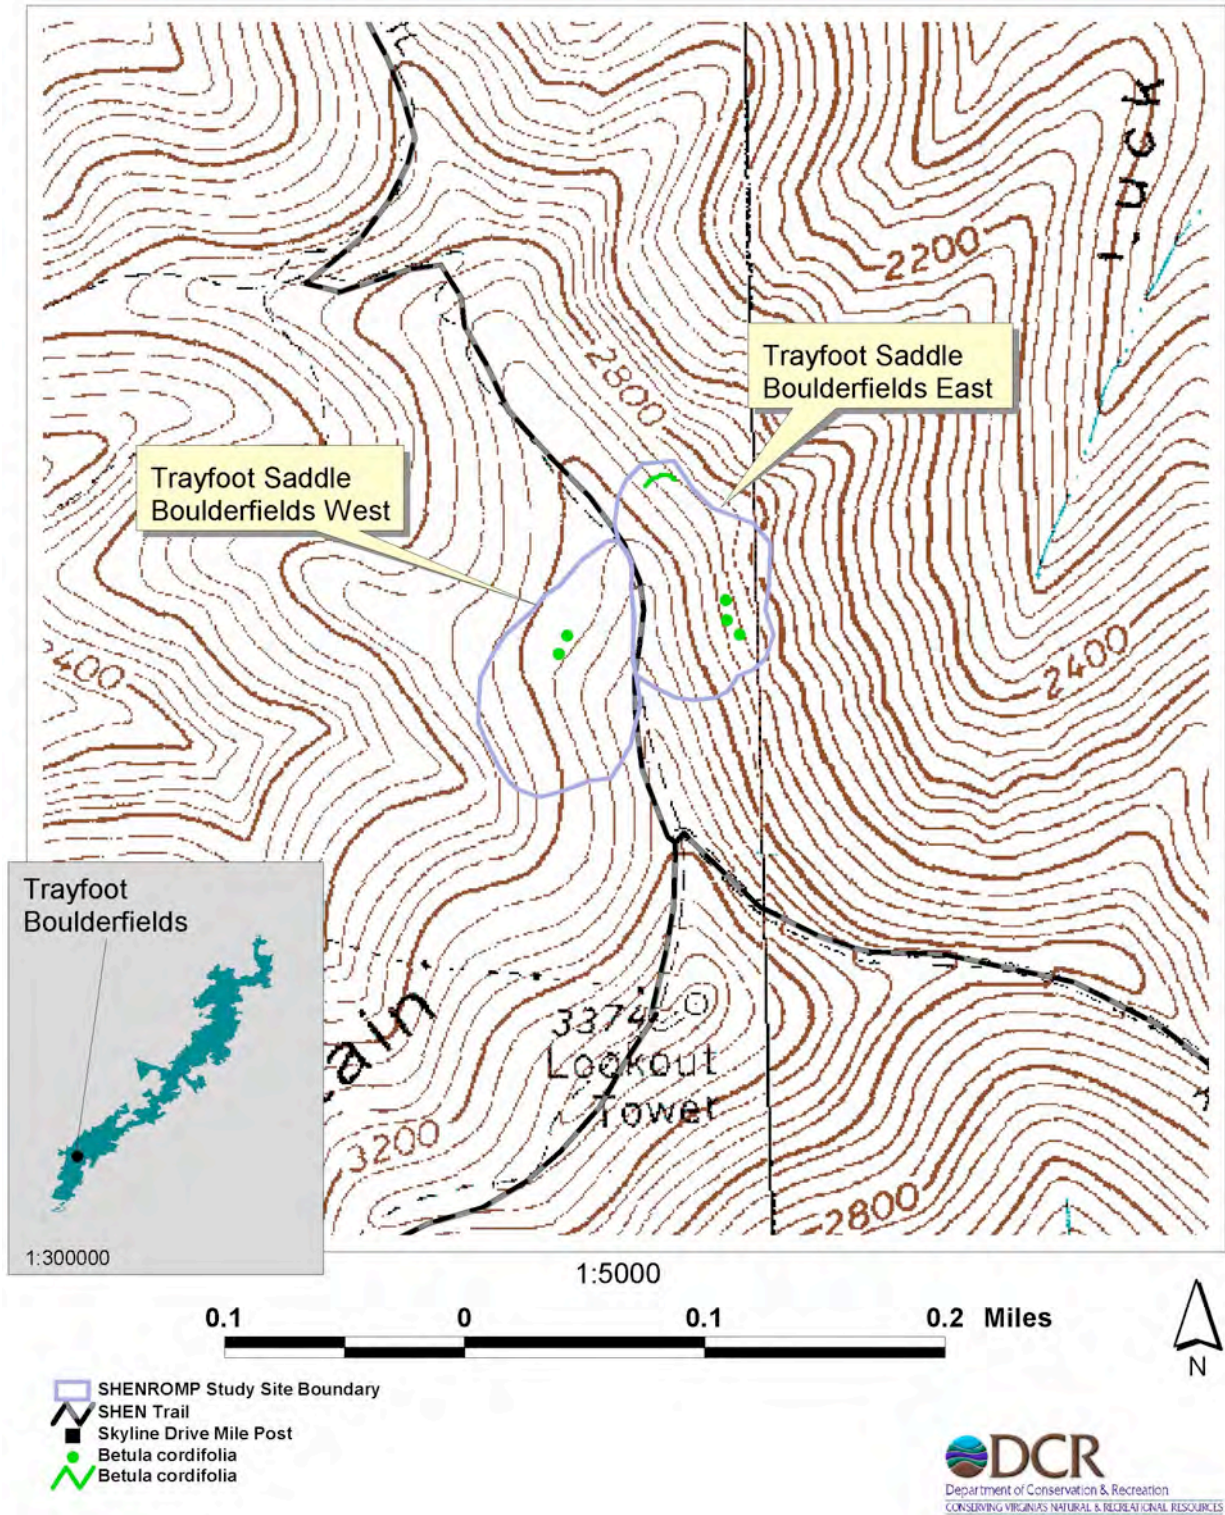 LUCK
2200
2800
Trayfoot Saddle
Boulderfields East
Trayfoot Saddle
Boulderfields West
2400
2400
Trayfoot
Boulderfields
ain
3374
Lookout
Tower
3200
2800
1:300000
1:5000
0.1 0 0.1 0.2 Miles
N
SHENROMP Study Site Boundary
SHEN Trail
Skyline Drive Mile Post
Betula cordifolia
Betula cordifolia
DCR
Department of Conservation & Recreation
CONSERVING VIRGINIA'S NATURAL & RECREATIONAL RESOURCES